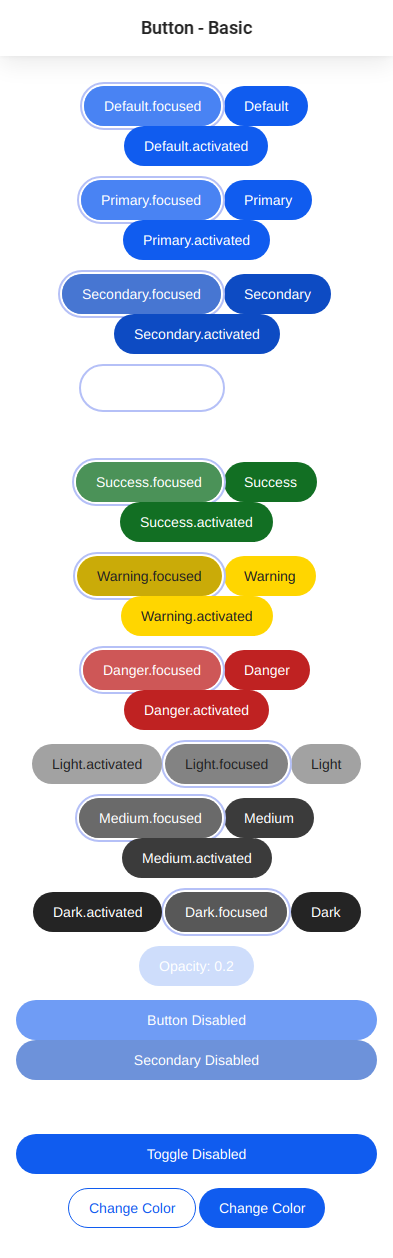 Button - Basic
Default.focused Default
Default.activated
Primary.focused Primary
Primary.activated
Secondary.focused Secondary
Secondary.activated
Success.focused Success
Success.activated
Warning.focused Warning
Warning.activated
Danger.focused Danger
Danger.activated
Light.activated Light.focused Light
Medium.focused Medium
Medium.activated
Dark.activated Dark.focused Dark
Opacity: 0.2
Button Disabled
Secondary Disabled
Toggle Disabled
Change Color Change Color